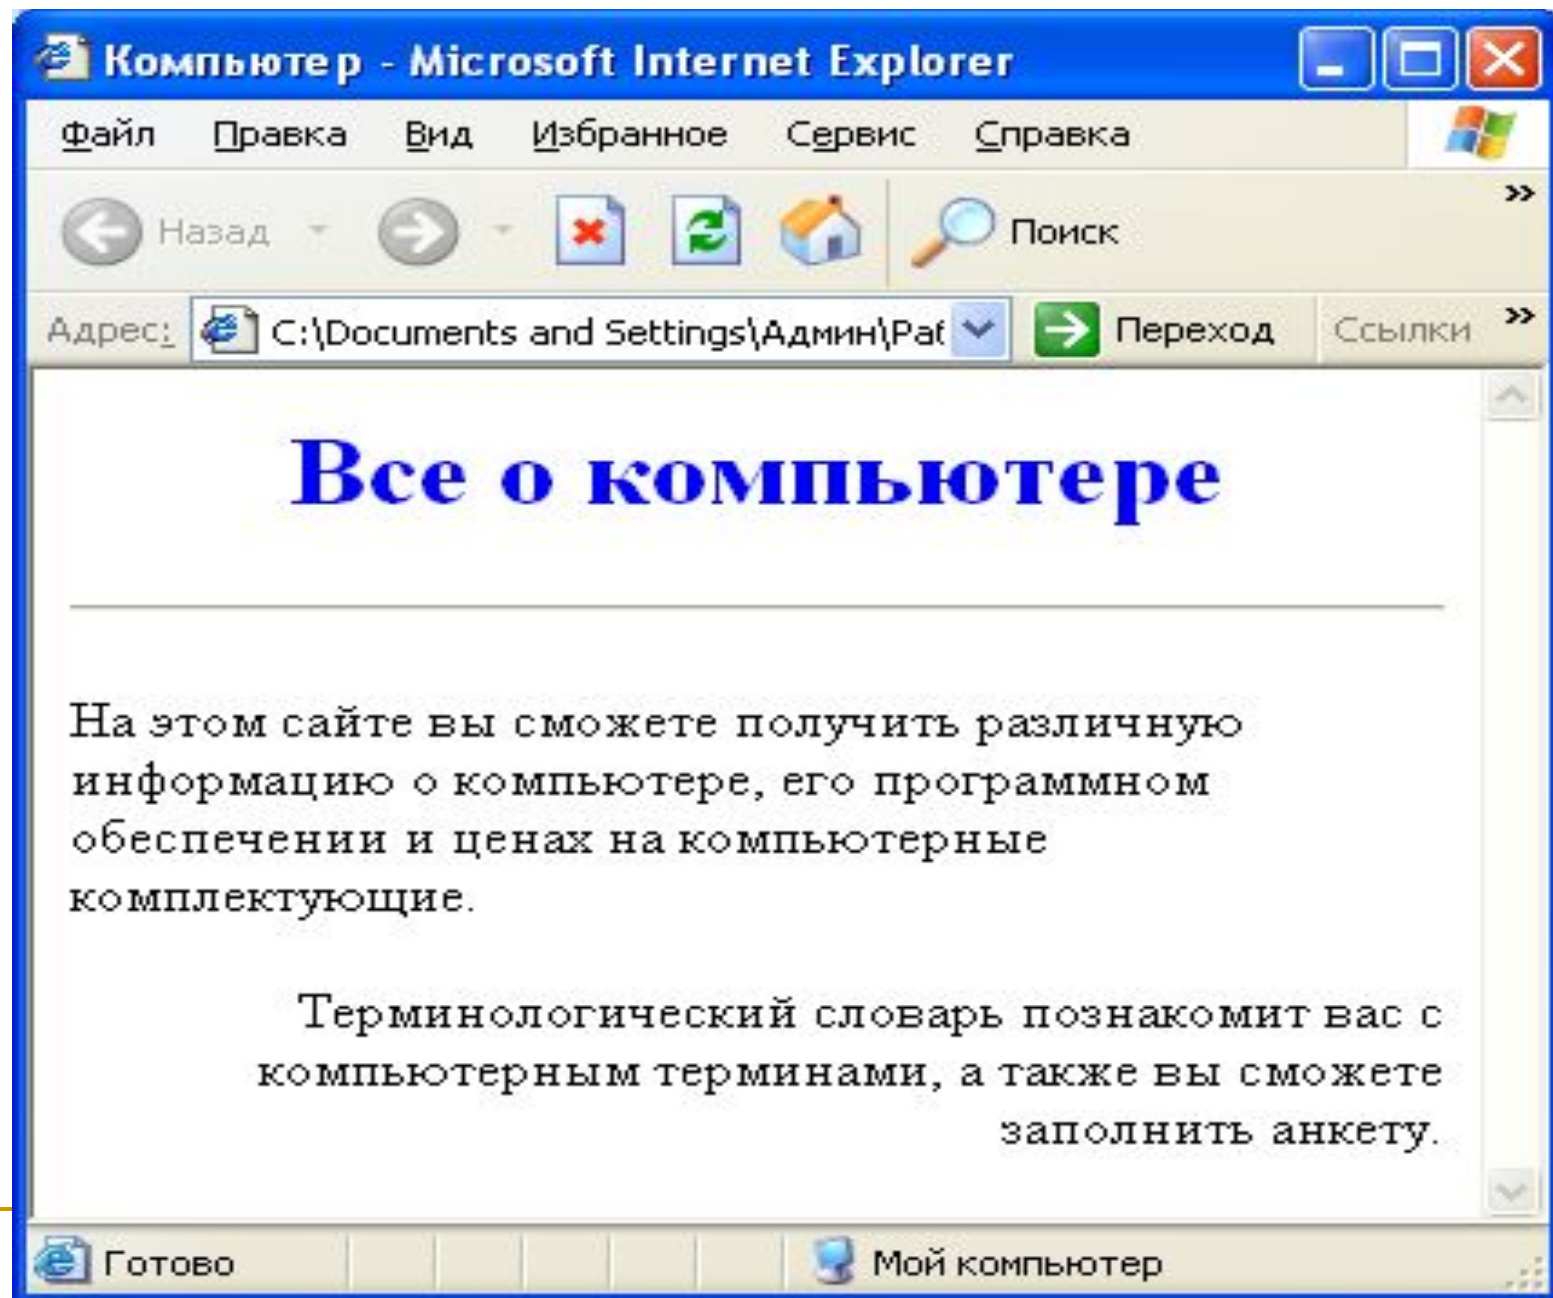 Компьютер - Microsoft Internet Explorer
Файл Правка Вид Избранное Сервис Справка
Назад Поиск »
Адрес: C:\Documents and Settings\Админ\Раб Переход Ссылки »
Все о компьютере
На этом сайте вы сможете получить различную
информацию о компьютере, его программном
обеспечении и ценах на компьютерные
комплектующие.
Терминологический словарь познакомит вас с
компьютерным терминами, а также вы сможете
заполнить анкету.
Готово Мой компьютер